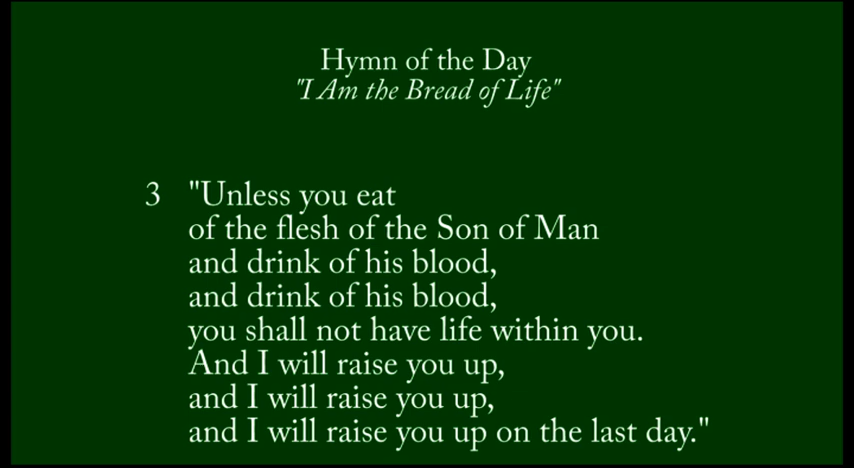 Hymn of the Day
"I Am the Bread of Life"
3 "Unless you eat
of the flesh of the Son of Man
and drink of his blood,
and drink of his blood,
you shall not have life within you.
And I will raise you up,
and I will raise you up,
and I will raise you up on the last day."